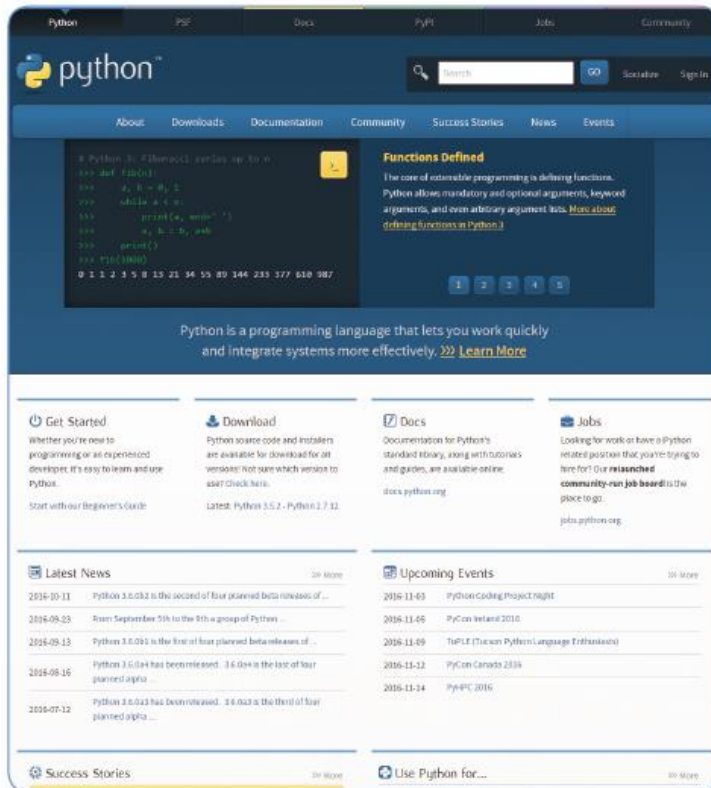 Python PSF Docs PyPI Jobs Community
python™
Search GO Socialize Sign In
About Downloads Documentation Community Success Stories News Events
# Python 3: Fibonacci series up to n
>>> def fib(n):
>>> a, b = 0, 1
>>> while a < n:
>>> print(a, end=' ')
>>> a, b = b, a+b
>>> print()
>>> fib(1000)
0 1 1 2 3 5 8 13 21 34 55 89 144 233 377 610 987
>_
Functions Defined
The core of extensible programming is defining functions.
Python allows mandatory and optional arguments, keyword
arguments, and even arbitrary argument lists. More about
defining functions in Python 3
1 2 3 4 5
Python is a programming language that lets you work quickly
and integrate systems more effectively. >>> Learn More
Get Started
Whether you're new to
programming or an experienced
developer, it's easy to learn and use
Python.
Start with our Beginner's Guide
Download
Python source code and installers
are available for download for all
versions! Not sure which version to
use? Check here.
Latest: Python 3.5.2 - Python 2.7.12
Docs
Documentation for Python's
standard library, along with tutorials
and guides, are available online.
docs.python.org
Jobs
Looking for work or have a Python
related position that you're trying to
hire for? Our relaunched
community-run job board is the
place to go.
jobs.python.org
Latest News
>>> More
2016-10-11 Python 3.6.0b2 is the second of four planned beta releases of ...
2016-09-23 From September 5th to the 9th a group of Python ...
2016-09-13 Python 3.6.0b1 is the first of four planned beta releases of ...
2016-08-16 Python 3.6.0a4 has been released. 3.6.0a4 is the last of four
planned alpha ...
2016-07-12 Python 3.6.0a3 has been released. 3.6.0a3 is the third of four
planned alpha ...
Upcoming Events
>>> More
2016-11-03 Python Coding Project Night
2016-11-05 PyCon Ireland 2016
2016-11-09 TuPLE (Tucson Python Language Enthusiasts)
2016-11-12 PyCon Canada 2016
2016-11-14 PyHPC 2016
Success Stories >>> More
Use Python for... >>> More